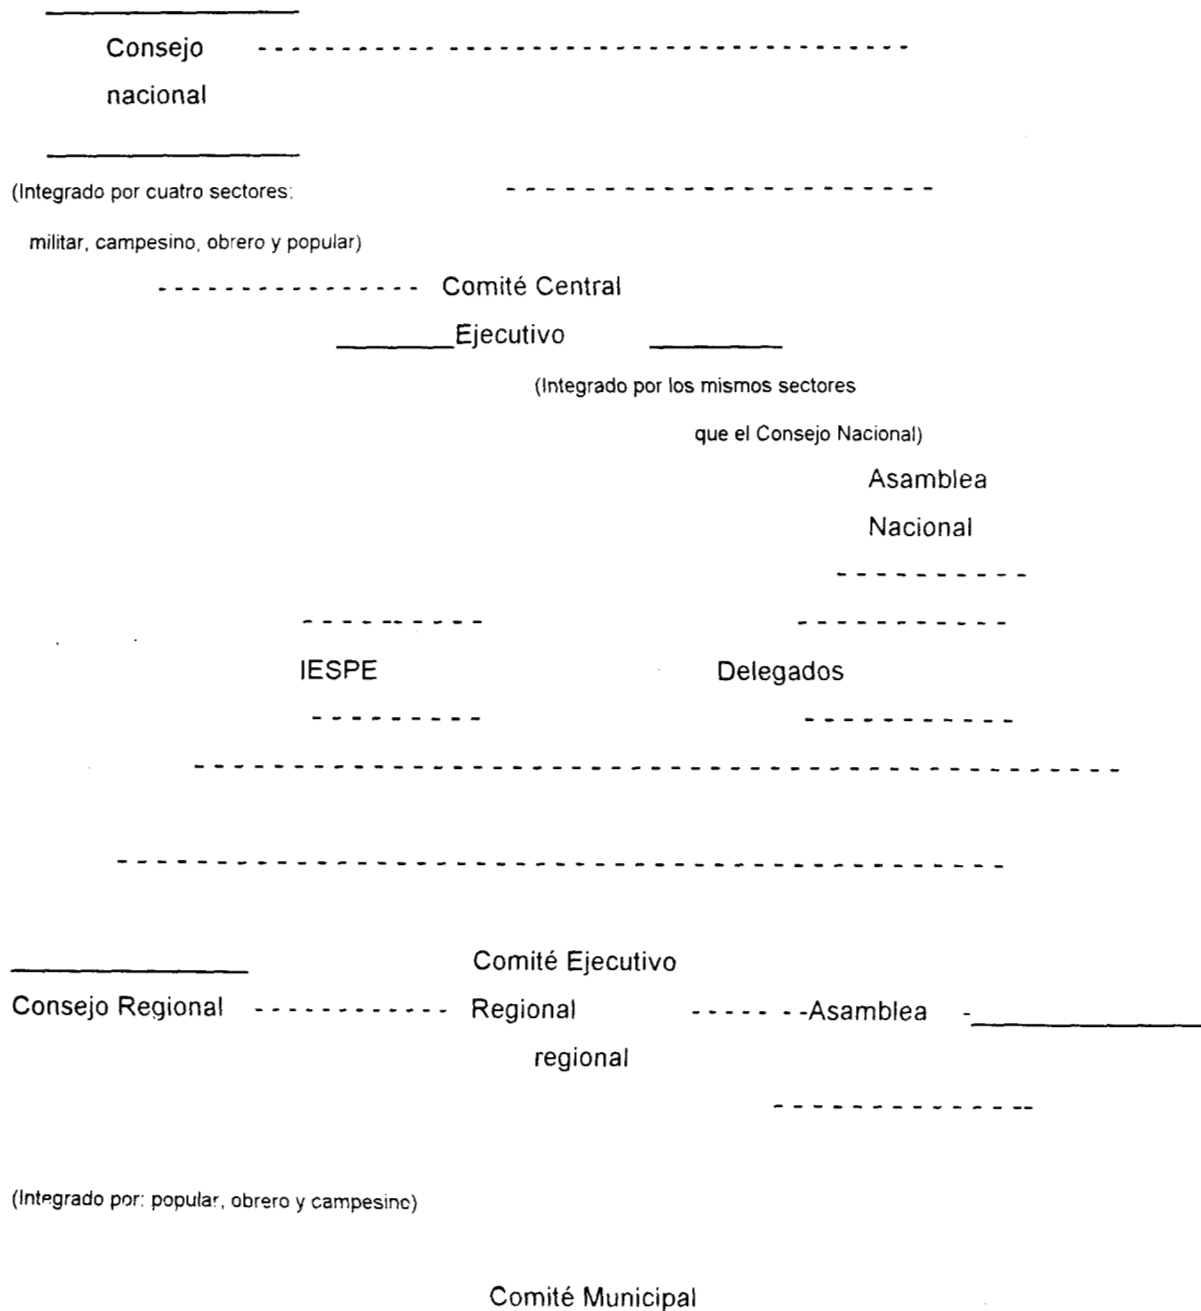 Consejo
nacional
(Integrado por cuatro sectores:
militar, campesino, obrero y popular)
Comité Central
Ejecutivo
(Integrado por los mismos sectores
que el Consejo Nacional)
Asamblea
Nacional
IESPE Delegados
Comité Ejecutivo
Consejo Regional Regional Asamblea
regional
(Integrado por: popular, obrero y campesino)
Comité Municipal